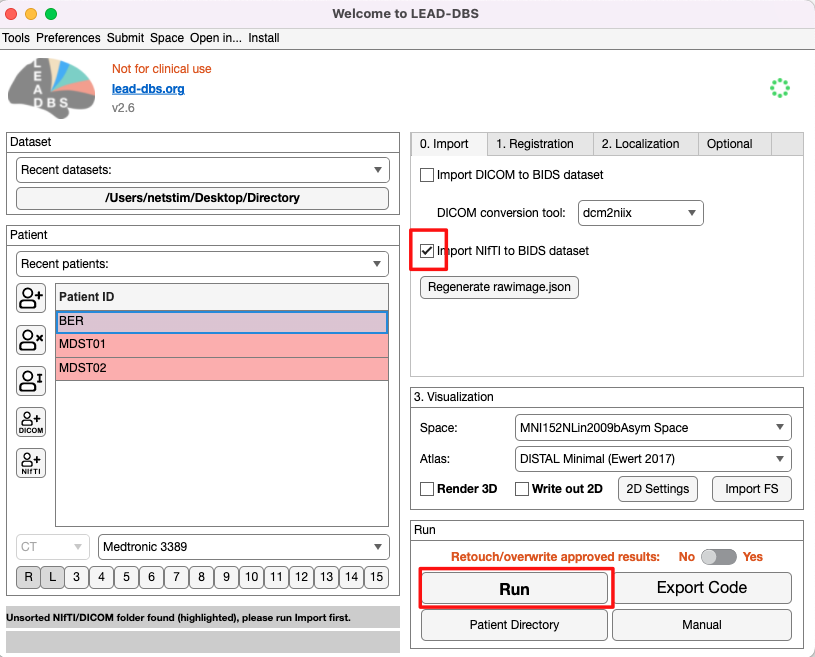 Welcome to LEAD-DBS
Tools Preferences Submit Space Open in... Install
LEAD
DBS
Not for clinical use
lead-dbs.org
v2.6
Dataset
Recent datasets:
/Users/netstim/Desktop/Directory
Patient
Recent patients:
Patient ID
BER
MDST01
MDST02
DICOM
NIfTI
CT
Medtronic 3389
R L 3 4 5 6 7 8 9 10 11 12 13 14 15
Unsorted NIfTI/DICOM folder found (highlighted), please run Import first.
0. Import 1. Registration 2. Localization Optional
Import DICOM to BIDS dataset
DICOM conversion tool: dcm2niix
Import NIfTI to BIDS dataset
Regenerate rawimage.json
3. Visualization
Space: MNI152NLin2009bAsym Space
Atlas: DISTAL Minimal (Ewert 2017)
Render 3D Write out 2D 2D Settings Import FS
Run
Retouch/overwrite approved results: No Yes
Run Export Code
Patient Directory Manual